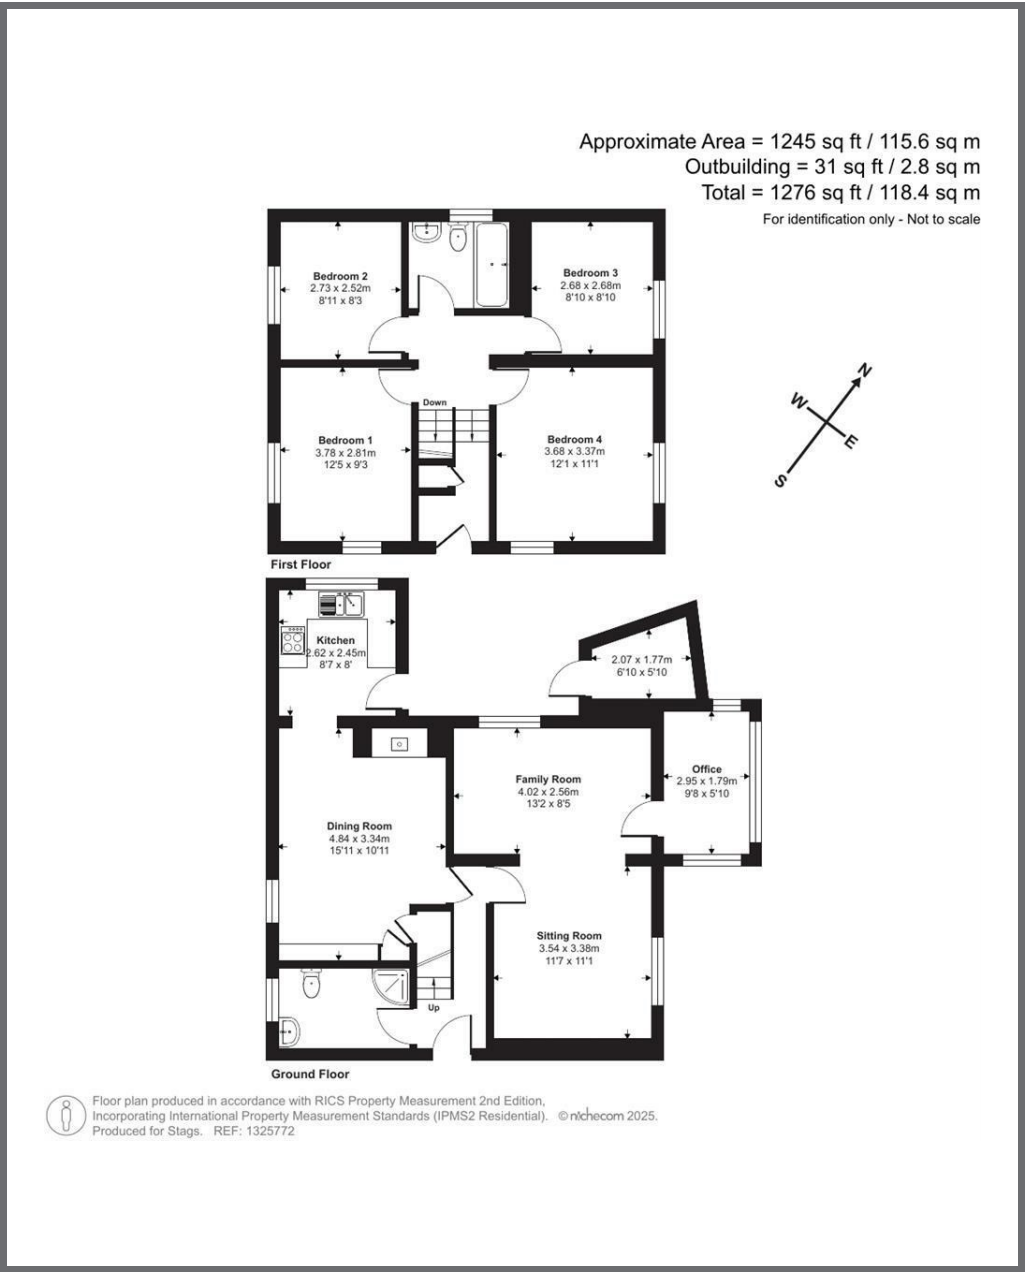 Approximate Area = 1245 sq ft / 115.6 sq m
Outbuilding = 31 sq ft / 2.8 sq m
Total = 1276 sq ft / 118.4 sq m
For identification only - Not to scale
Bedroom 2
2.73 x 2.52m
8'11 x 8'3
Bedroom 3
2.68 x 2.68m
8'10 x 8'10
N
W
E
S
Down
Bedroom 1
3.78 x 2.81m
12'5 x 9'3
Bedroom 4
3.68 x 3.37m
12'1 x 11'1
First Floor
Kitchen
2.62 x 2.45m
8'7 x 8'
2.07 x 1.77m
6'10 x 5'10
Office
2.95 x 1.79m
9'8 x 5'10
Family Room
4.02 x 2.56m
13'2 x 8'5
Dining Room
4.84 x 3.34m
15'11 x 10'11
Sitting Room
3.54 x 3.38m
11'7 x 11'1
Up
Ground Floor
Floor plan produced in accordance with RICS Property Measurement 2nd Edition,
Incorporating International Property Measurement Standards (IPMS2 Residential). © nichecom 2025.
Produced for Stags. REF: 1325772